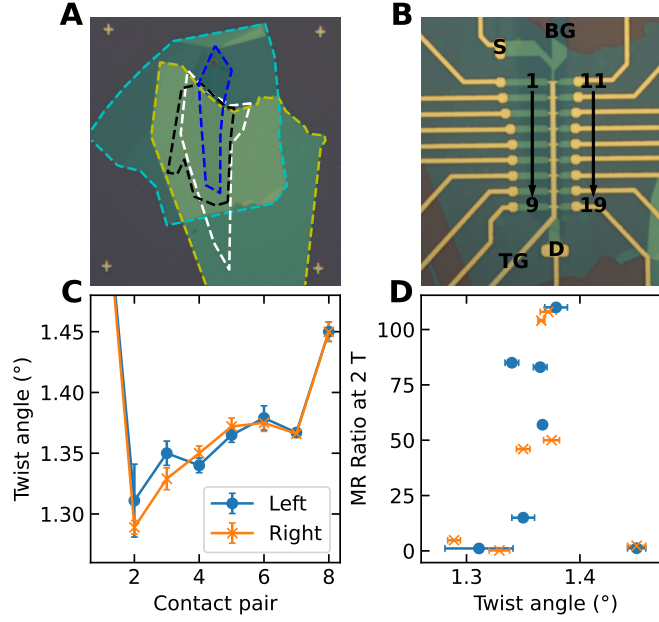 A
B
S
BG
1
11
9
19
TG
D
C
Twist angle (°)
1.45
1.40
1.35
1.30
2
4
6
8
Contact pair
Left
Right
D
MR Ratio at 2 T
100
75
50
25
0
1.3
1.4
Twist angle (°)